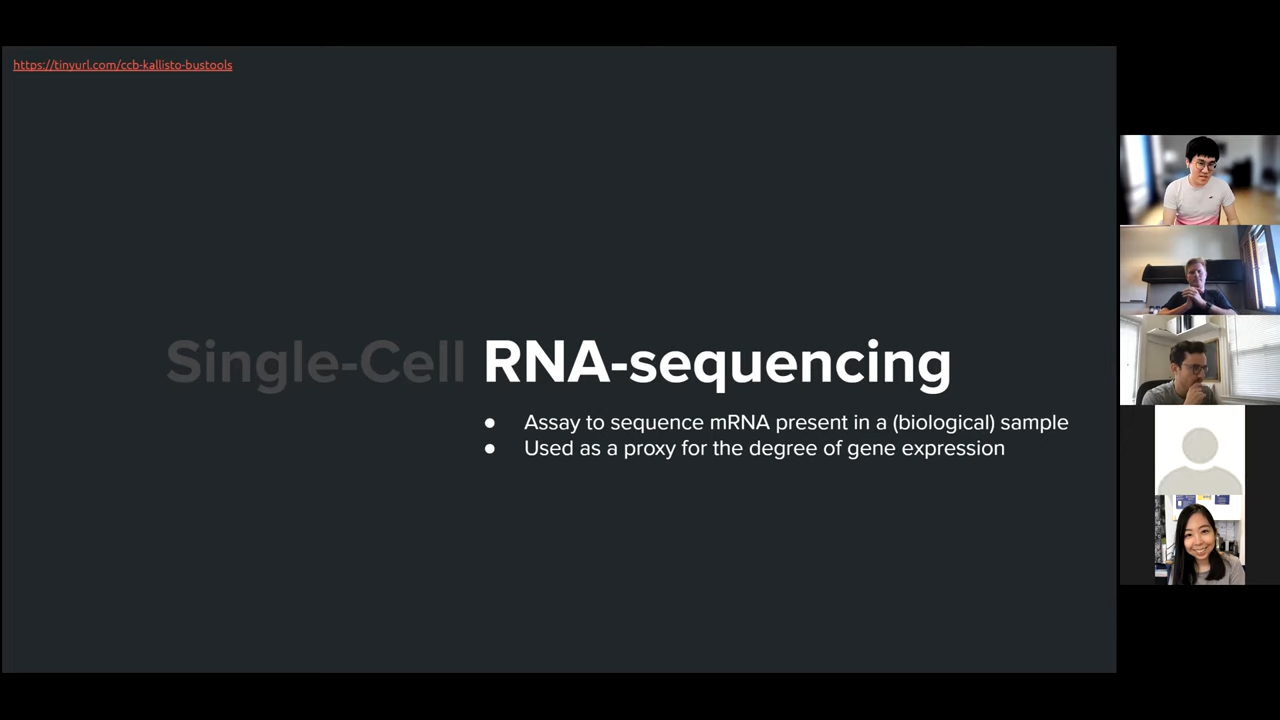 https://tinyurl.com/ccb-kallisto-bustools
Single-Cell RNA-sequencing
● Assay to sequence mRNA present in a (biological) sample
● Used as a proxy for the degree of gene expression